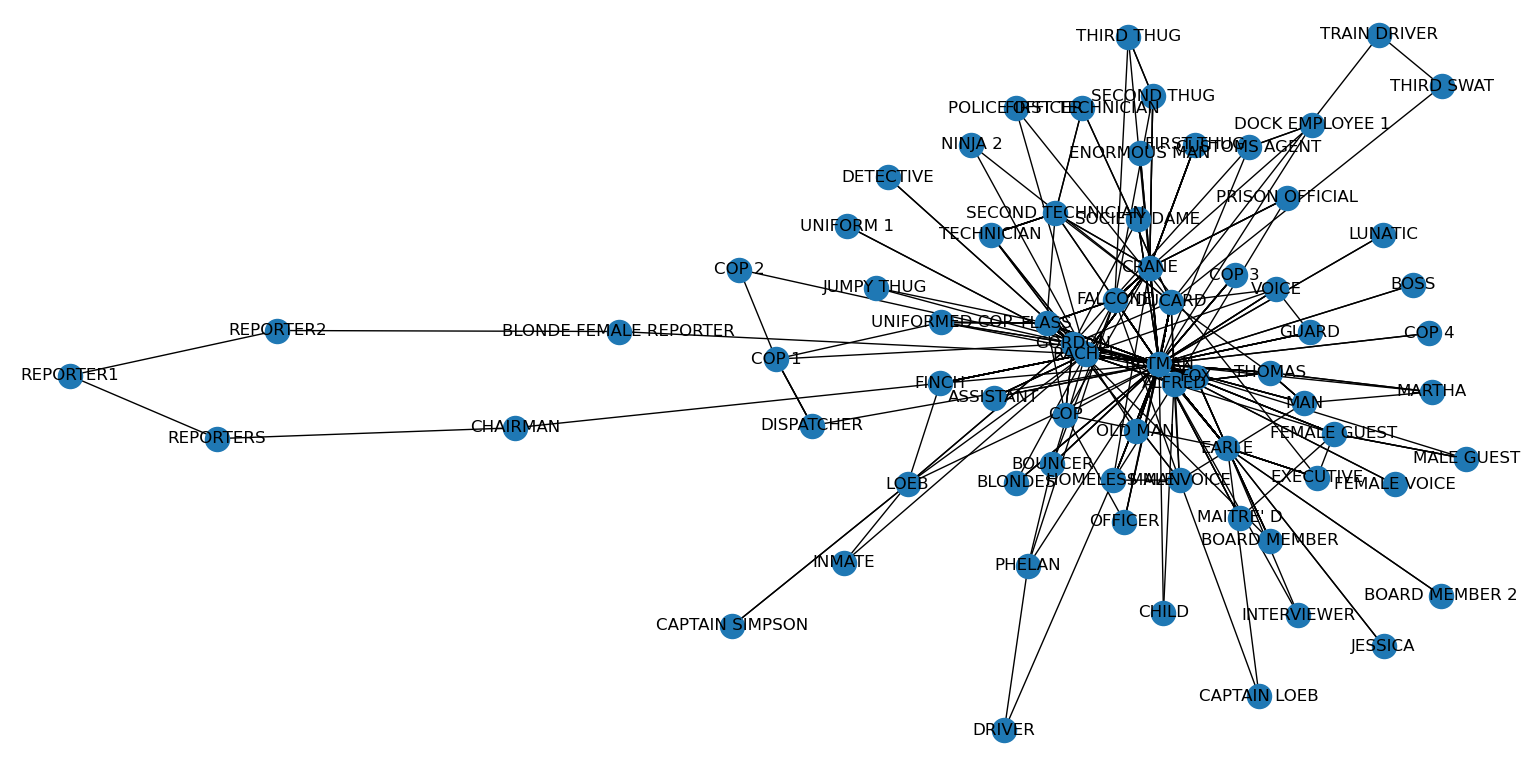 THIRD THUG
TRAIN DRIVER
THIRD SWAT
SECOND THUG
POLICE OFFICER
FIRST TECHNICIAN
DOCK EMPLOYEE 1
NINJA 2
FIRST THUG
CUSTOMS AGENT
ENORMOUS MAN
DETECTIVE
PRISON OFFICIAL
SECOND TECHNICIAN
SOCIETY DAME
UNIFORM 1
TECHNICIAN
LUNATIC
COP 2
CRANE
COP 3
JUMPY THUG
VOICE
BOSS
FALCONE
DUCARD
UNIFORMED COP
FLASS
REPORTER2
BLONDE FEMALE REPORTER
GUARD
COP 4
GORDON
COP 1
REPORTER1
THOMAS
FOX
FINCH
ALFRED
ASSISTANT
MARTHA
MAN
COP
DISPATCHER
CHAIRMAN
OLD MAN
FEMALE GUEST
REPORTERS
EARLE
MALE GUEST
BOUNCER
LOEB
BLONDES
HOMELESS MAN
MALE VOICE
EXECUTIVE
FEMALE VOICE
OFFICER
MAITRE' D
BOARD MEMBER
INMATE
PHELAN
BOARD MEMBER 2
CHILD
INTERVIEWER
CAPTAIN SIMPSON
JESSICA
CAPTAIN LOEB
DRIVER